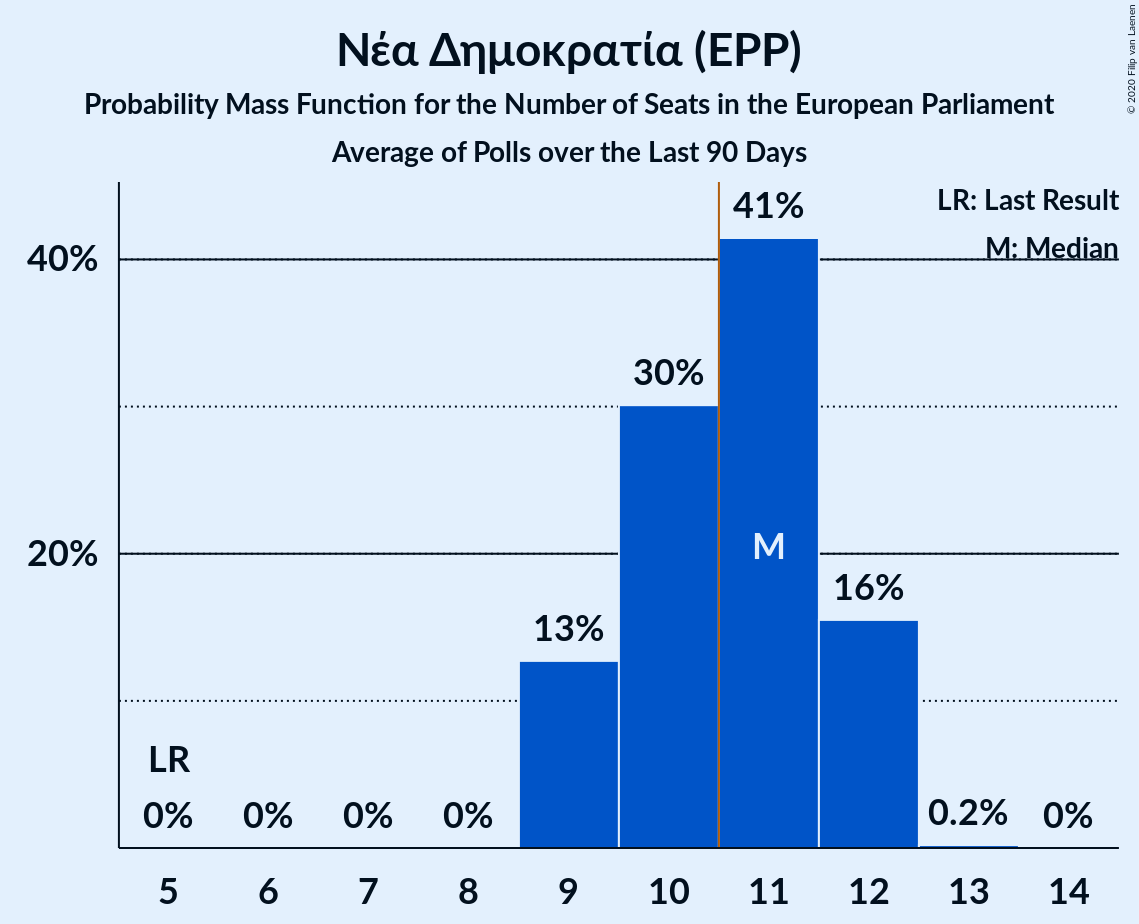 Νέα Δημοκρατία (EPP)
Probability Mass Function for the Number of Seats in the European Parliament
Average of Polls over the Last 90 Days
© 2020 Filip van Laenen
LR: Last Result
M: Median
41%
40%
30%
20%
M
16%
13%
LR
0% 0% 0% 0% 0.2% 0%
5 6 7 8 9 10 11 12 13 14